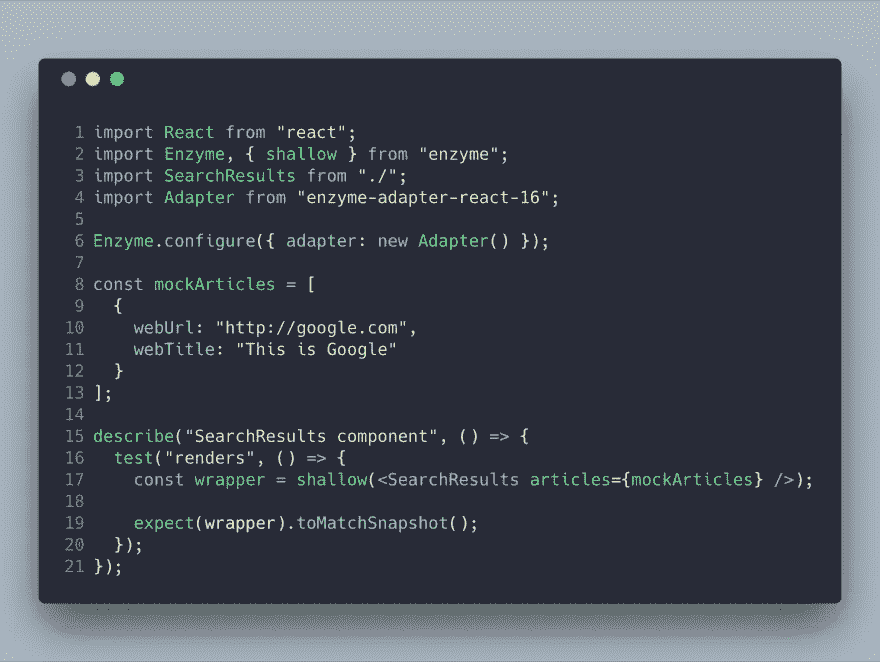 1 import React from "react";
2 import Enzyme, { shallow } from "enzyme";
3 import SearchResults from "./";
4 import Adapter from "enzyme-adapter-react-16";
5
6 Enzyme.configure({ adapter: new Adapter() });
7
8 const mockArticles = [
9   {
10     webUrl: "http://google.com",
11     webTitle: "This is Google"
12   }
13 ];
14
15 describe("SearchResults component", () => {
16   test("renders", () => {
17     const wrapper = shallow(<SearchResults articles={mockArticles} />);
18
19     expect(wrapper).toMatchSnapshot();
20   });
21 });